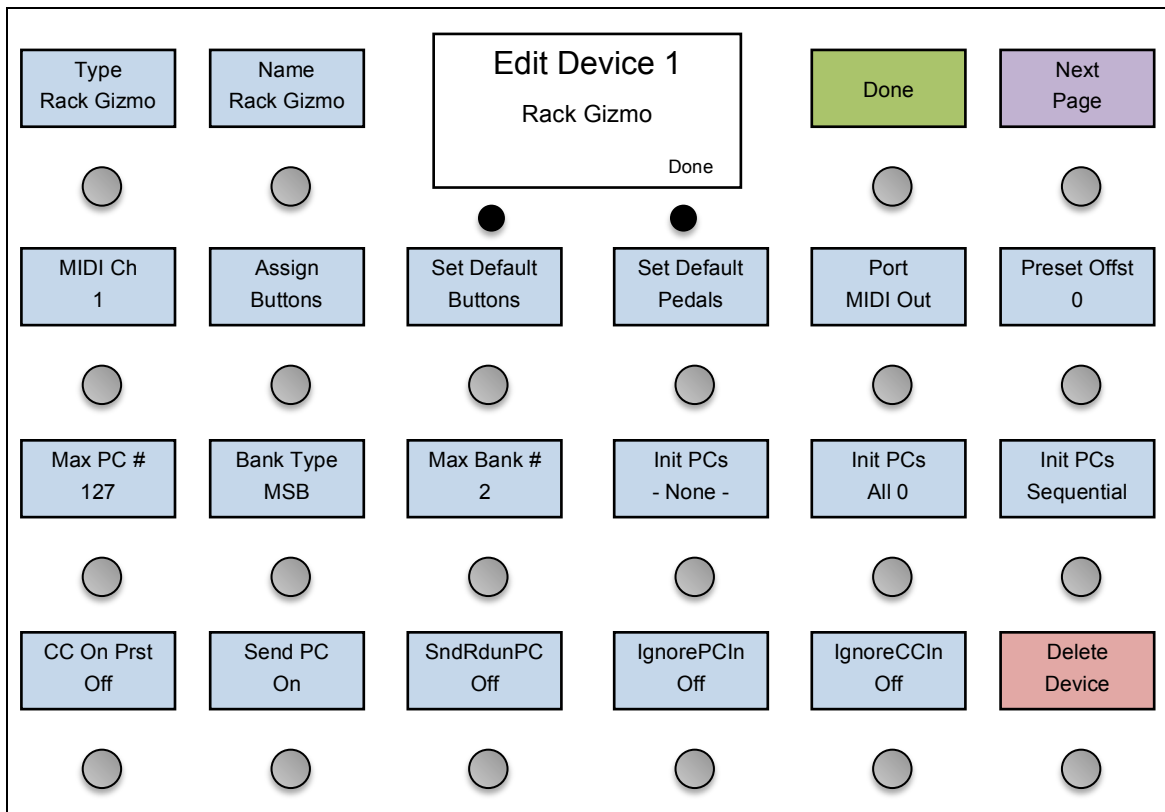 Type
Rack Gizmo
Name
Rack Gizmo
Edit Device 1
Rack Gizmo
Done
Done
Next
Page
MIDI Ch
1
Assign
Buttons
Set Default
Buttons
Set Default
Pedals
Port
MIDI Out
Preset Offst
0
Max PC #
127
Bank Type
MSB
Max Bank #
2
Init PCs
- None -
Init PCs
All 0
Init PCs
Sequential
CC On Prst
Off
Send PC
On
SndRdunPC
Off
IgnorePCIn
Off
IgnoreCCIn
Off
Delete
Device